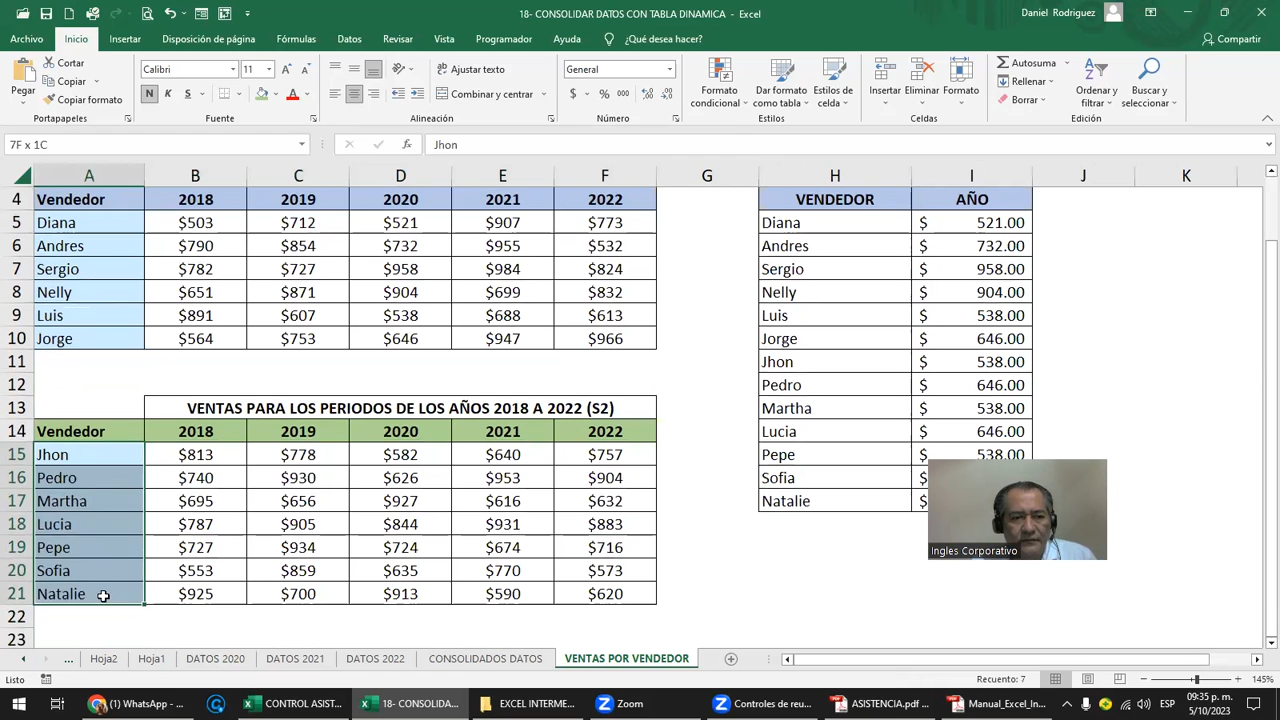 18- CONSOLIDAR DATOS CON TABLA DINAMICA - Excel
Daniel Rodriguez
Archivo Inicio Insertar Disposición de página Fórmulas Datos Revisar Vista Programador Ayuda ¿Qué desea hacer? Compartir
Pegar Cortar Copiar Copiar formato
Calibri 11
N K S
Ajustar texto
Combinar y centrar
General
$ % 000
Formato condicional Dar formato como tabla Estilos de celda
Insertar Eliminar Formato
Autosuma Rellenar Borrar
Ordenar y filtrar Buscar y seleccionar
Portapapeles Fuente Alineación Número Estilos Celdas Edición
7F x 1C fx Jhon
A B C D E F G H I J K
4 Vendedor 2018 2019 2020 2021 2022 VENDEDOR AÑO
5 Diana $503 $712 $521 $907 $773 Diana $ 521.00
6 Andres $790 $854 $732 $955 $532 Andres $ 732.00
7 Sergio $782 $727 $958 $984 $824 Sergio $ 958.00
8 Nelly $651 $871 $904 $699 $832 Nelly $ 904.00
9 Luis $891 $607 $538 $688 $613 Luis $ 538.00
10 Jorge $564 $753 $646 $947 $966 Jorge $ 646.00
11 Jhon $ 538.00
12 Pedro $ 646.00
13 VENTAS PARA LOS PERIODOS DE LOS AÑOS 2018 A 2022 (S2) Martha $ 538.00
14 Vendedor 2018 2019 2020 2021 2022 Lucia $ 646.00
15 Jhon $813 $778 $582 $640 $757 Pepe $ 538.00
16 Pedro $740 $930 $626 $953 $904 Sofia $
17 Martha $695 $656 $927 $616 $632 Natalie $
18 Lucia $787 $905 $844 $931 $883
19 Pepe $727 $934 $724 $674 $716
20 Sofia $553 $859 $635 $770 $573
21 Natalie $925 $700 $913 $590 $620
22
23
Ingles Corporativo
... Hoja2 Hoja1 DATOS 2020 DATOS 2021 DATOS 2022 CONSOLIDADOS DATOS VENTAS POR VENDEDOR
Listo Recuento: 7 145%
(1) WhatsApp - ... CONTROL ASIST... 18- CONSOLIDA... EXCEL INTERME... Zoom Controles de reu... ASISTENCIA.pdf ... Manual_Excel_In... ESP 09:35 p. m. 5/10/2023